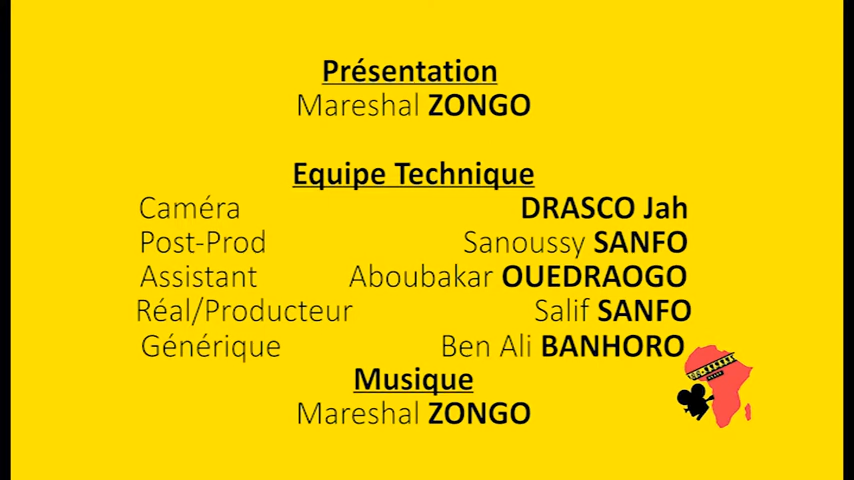 Présentation
Mareshal ZONGO
Equipe Technique
Caméra DRASCO Jah
Post-Prod Sanoussy SANFO
Assistant Aboubakar OUEDRAOGO
Réal/Producteur Salif SANFO
Générique Ben Ali BANHORO
Musique
Mareshal ZONGO